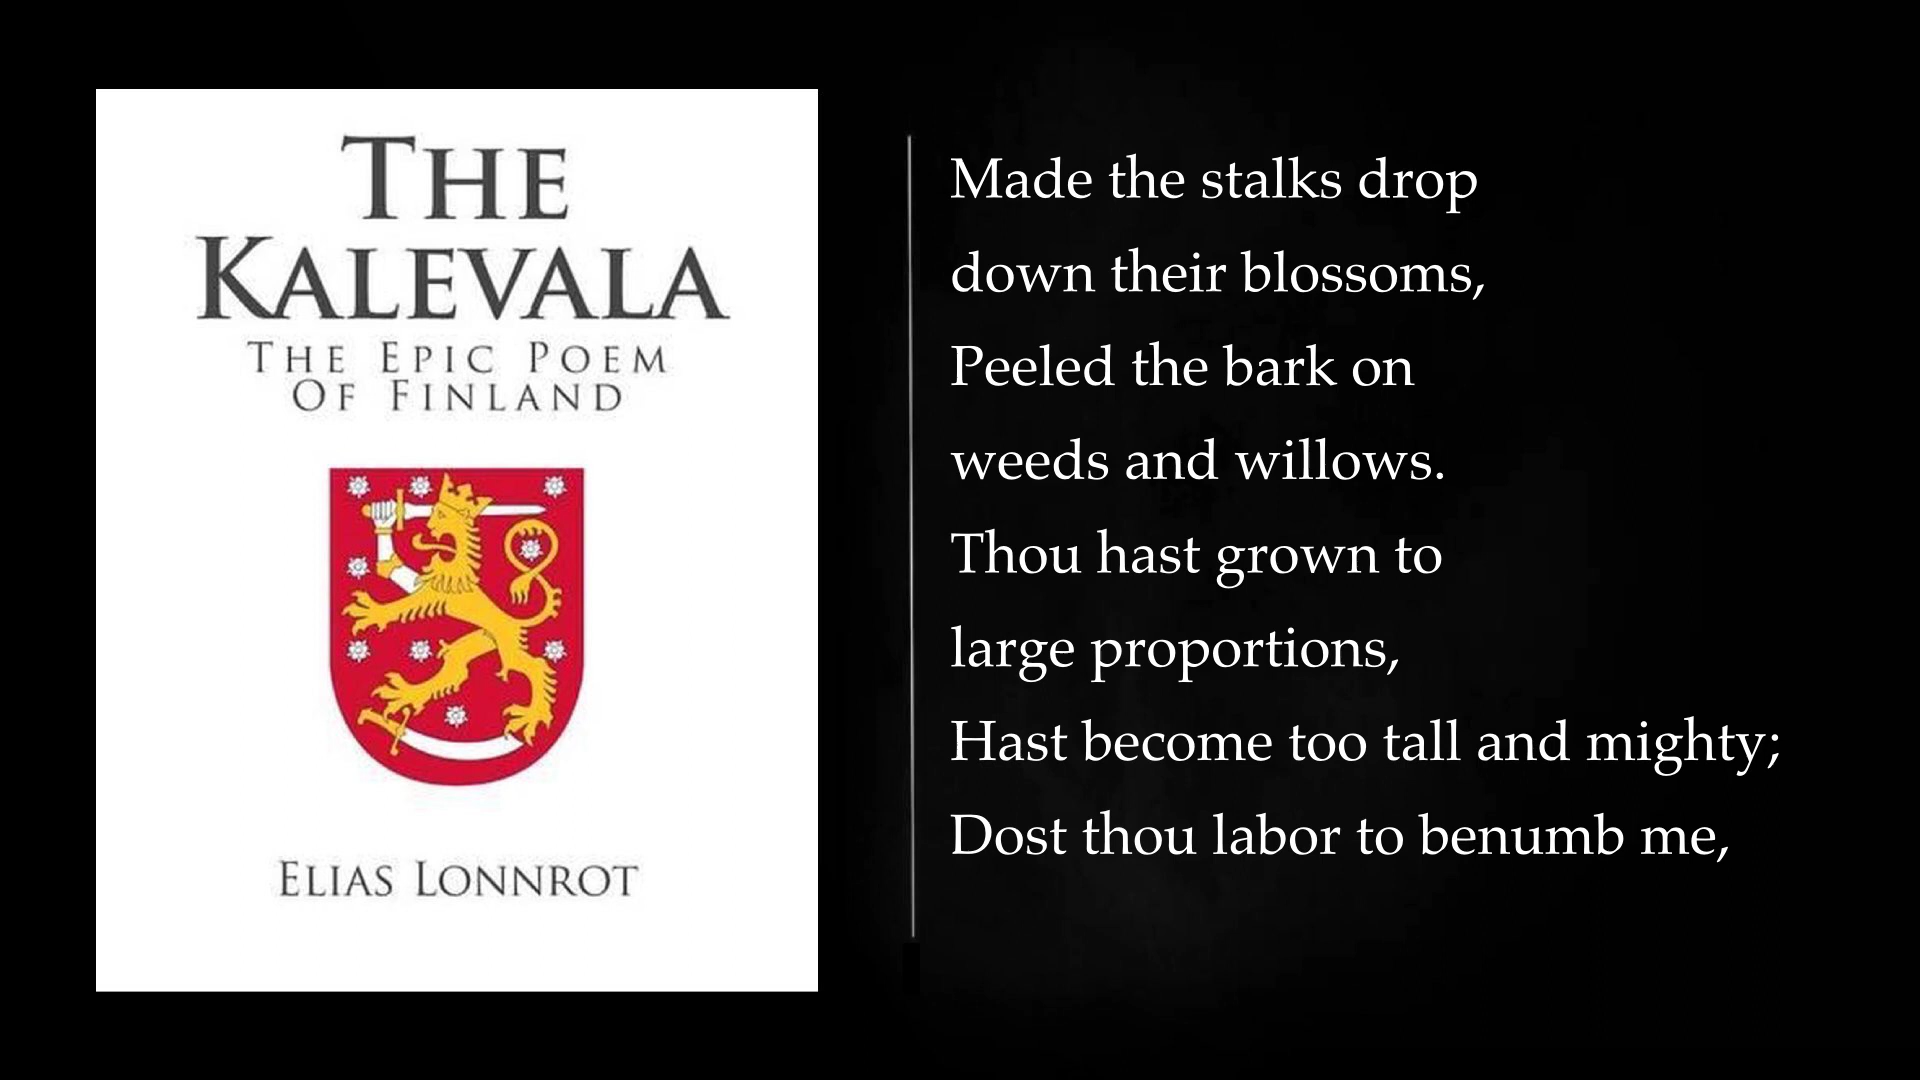 THE
KALEVALA
THE EPIC POEM
OF FINLAND
ELIAS LONNROT
Made the stalks drop
down their blossoms,
Peeled the bark on
weeds and willows.
Thou hast grown to
large proportions,
Hast become too tall and mighty;
Dost thou labor to benumb me,